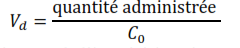 V_d = quantité administrée / C_0